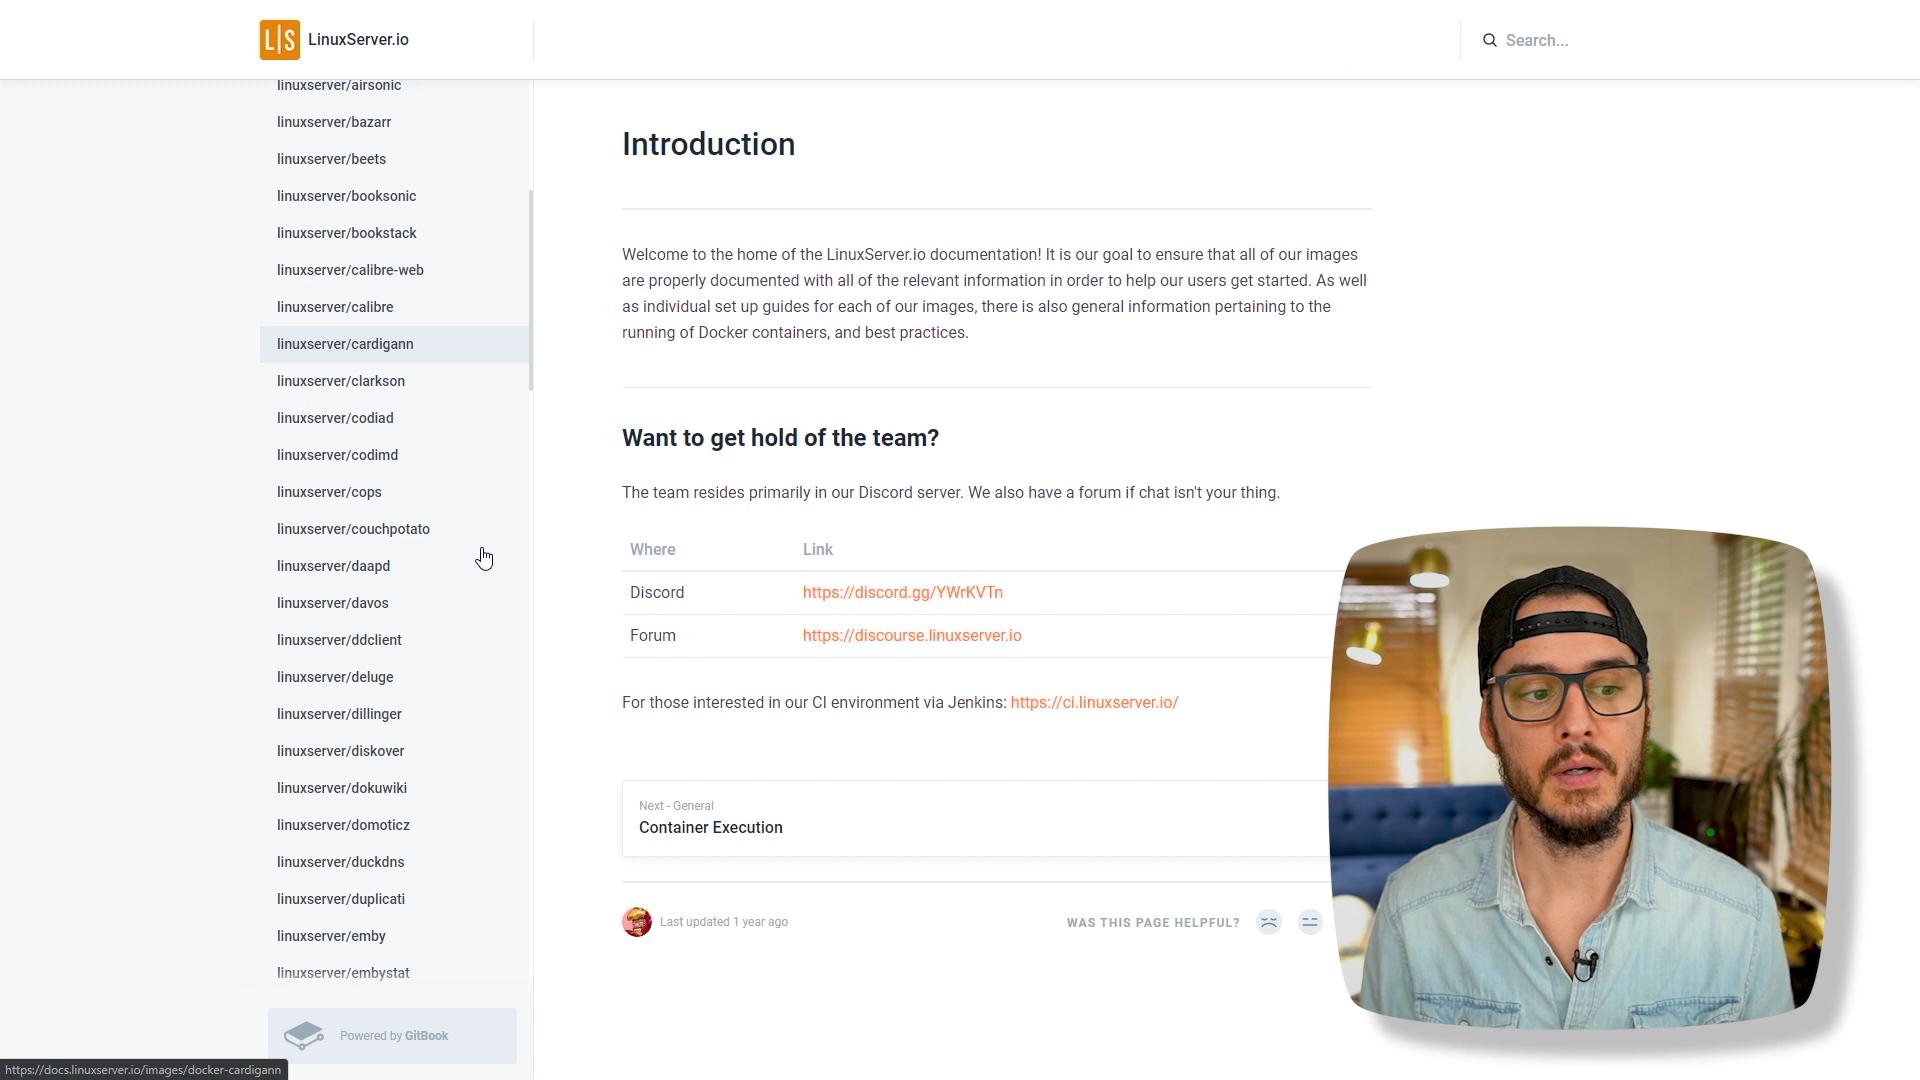 L|S LinuxServer.io
Search...
linuxserver/airsonic
linuxserver/bazarr
linuxserver/beets
linuxserver/booksonic
linuxserver/bookstack
linuxserver/calibre-web
linuxserver/calibre
linuxserver/cardigann
linuxserver/clarkson
linuxserver/codiad
linuxserver/codimd
linuxserver/cops
linuxserver/couchpotato
linuxserver/daapd
linuxserver/davos
linuxserver/ddclient
linuxserver/deluge
linuxserver/dillinger
linuxserver/diskover
linuxserver/dokuwiki
linuxserver/domoticz
linuxserver/duckdns
linuxserver/duplicati
linuxserver/emby
linuxserver/embystat
Powered by GitBook
https://docs.linuxserver.io/images/docker-cardigann
Introduction
Welcome to the home of the LinuxServer.io documentation! It is our goal to ensure that all of our images
are properly documented with all of the relevant information in order to help our users get started. As well
as individual set up guides for each of our images, there is also general information pertaining to the
running of Docker containers, and best practices.
Want to get hold of the team?
The team resides primarily in our Discord server. We also have a forum if chat isn't your thing.
Where Link
Discord https://discord.gg/YWrKVTn
Forum https://discourse.linuxserver.io
For those interested in our CI environment via Jenkins: https://ci.linuxserver.io/
Next - General
Container Execution
Last updated 1 year ago
WAS THIS PAGE HELPFUL?